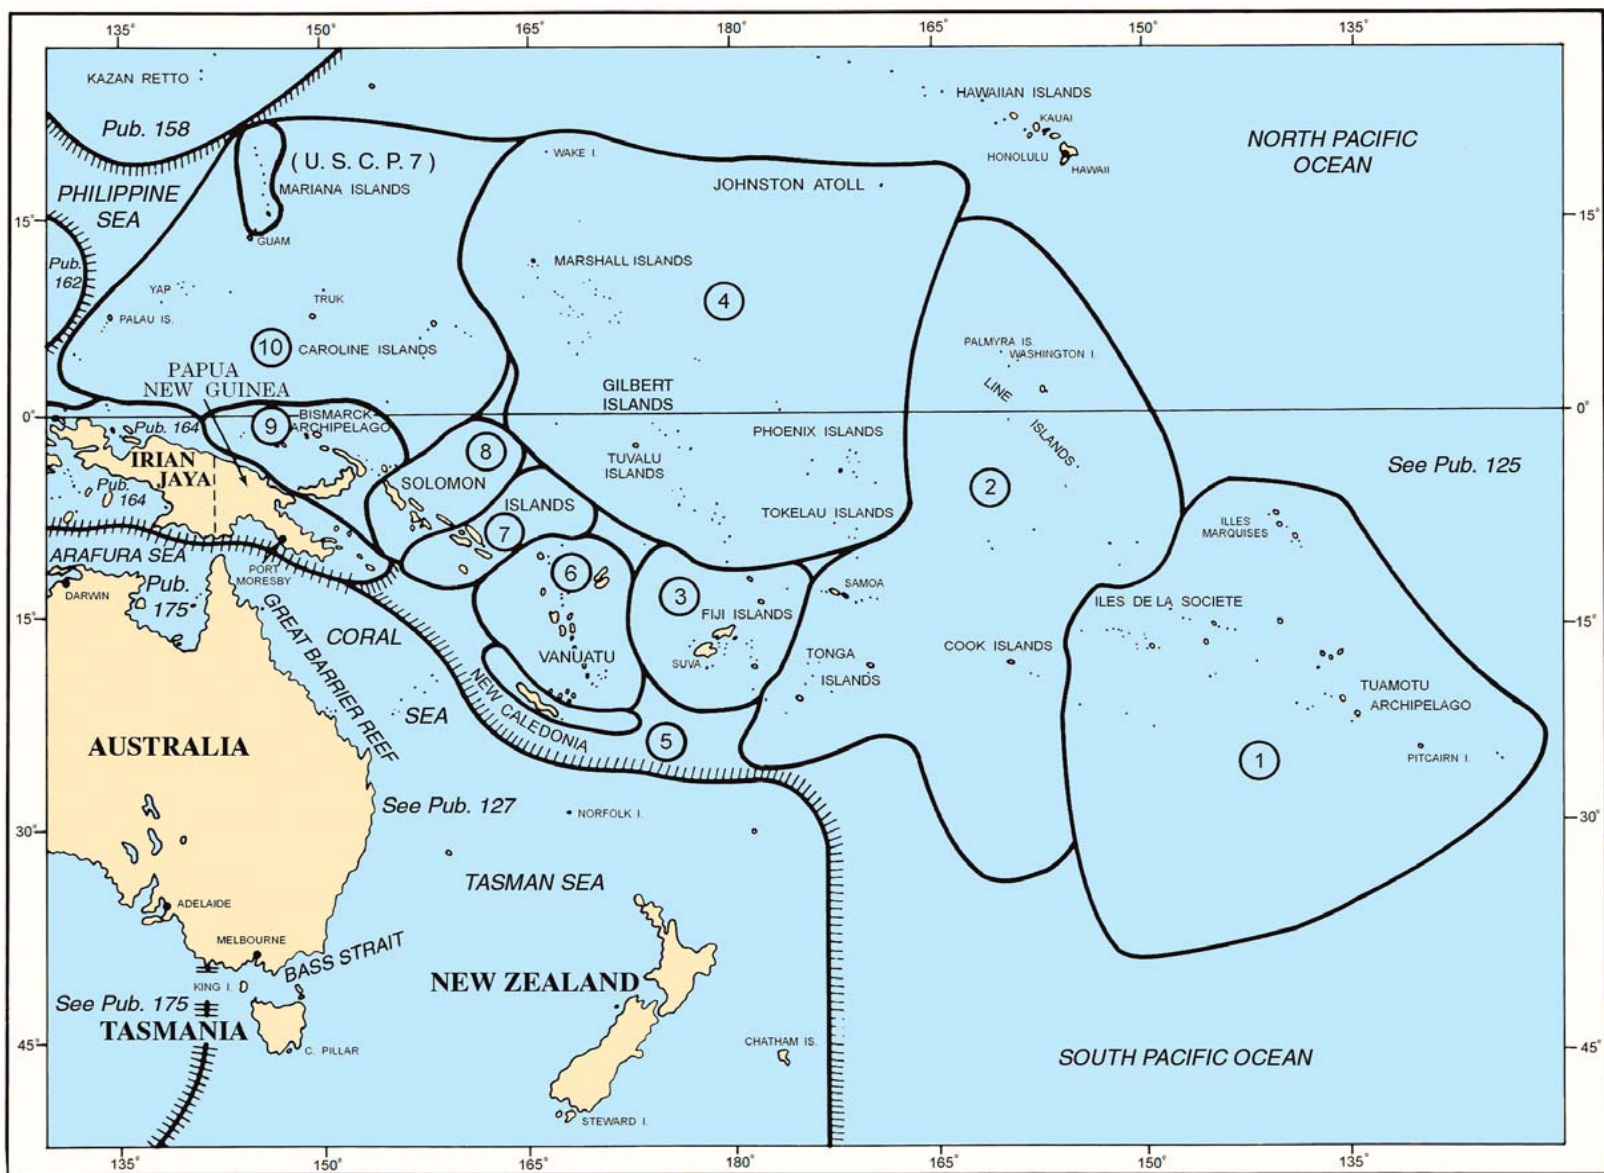 135° 150° 165° 180° 165° 150° 135°
KAZAN RETTO
Pub. 158
HAWAIIAN ISLANDS
KAUAI
HONOLULU
HAWAII
NORTH PACIFIC
OCEAN
(U. S. C. P. 7)
MARIANA ISLANDS
GUAM
WAKE I.
JOHNSTON ATOLL
PHILIPPINE
SEA
15°
15°
Pub.
162
YAP
PALAU IS.
TRUK
MARSHALL ISLANDS
4
10
CAROLINE ISLANDS
PALMYRA IS.
WASHINGTON I.
LINE
ISLANDS
PAPUA
NEW GUINEA
GILBERT
ISLANDS
0°
0°
Pub. 164
9
BISMARCK
ARCHIPELAGO
PHOENIX ISLANDS
IRIAN
JAYA
Pub.
164
8
SOLOMON
ISLANDS
7
TUVALU
ISLANDS
TOKELAU ISLANDS
2
See Pub. 125
ILLES
MARQUISES
ARAFURA SEA
PORT
MORESBY
DARWIN
Pub.
175
6
3
FIJI ISLANDS
SAMOA
ILES DE LA SOCIETE
15°
15°
GREAT BARRIER REEF
CORAL
SEA
VANUATU
SUVA
TONGA
ISLANDS
COOK ISLANDS
TUAMOTU
ARCHIPELAGO
NEW CALEDONIA
5
1
PITCAIRN I.
AUSTRALIA
See Pub. 127
NORFOLK I.
30°
30°
TASMAN SEA
ADELAIDE
MELBOURNE
BASS STRAIT
KING I.
See Pub. 175
TASMANIA
C. PILLAR
NEW ZEALAND
45°
45°
CHATHAM IS.
SOUTH PACIFIC OCEAN
STEWARD I.
135° 150° 165° 180° 165° 150° 135°